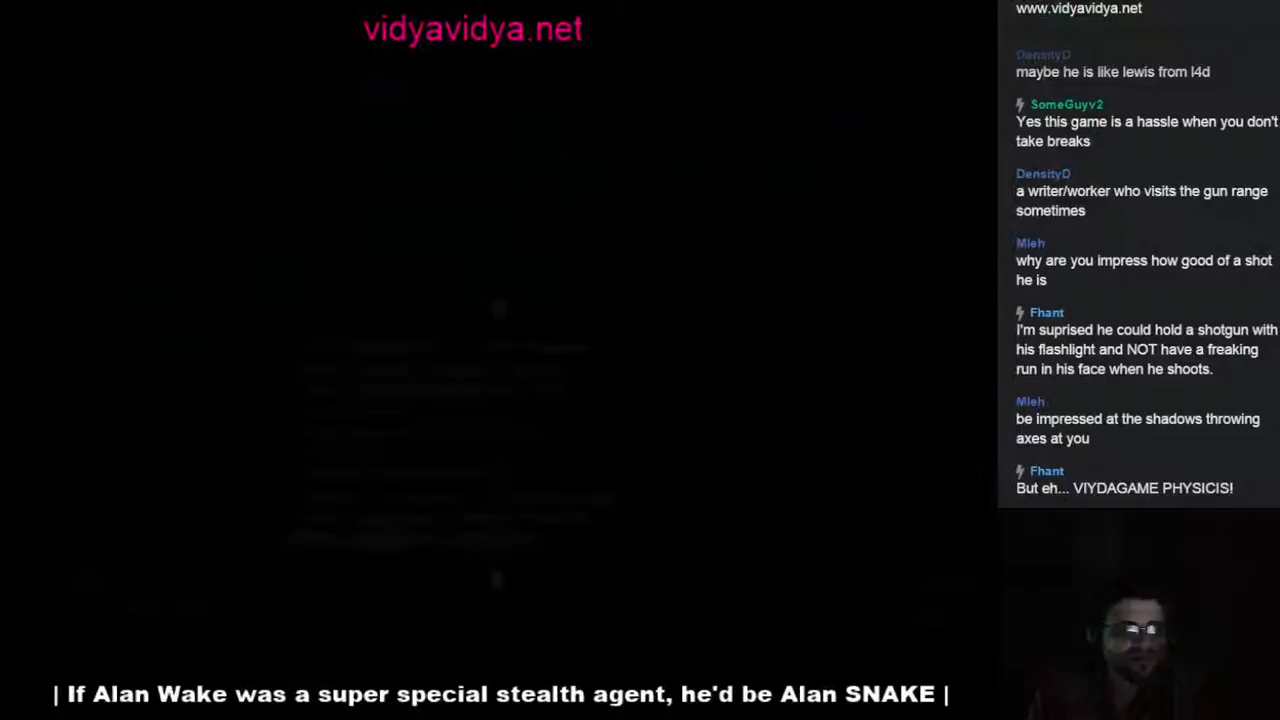 vidyavidya.net
www.vidyavidya.net
DensityD
maybe he is like lewis from l4d
SomeGuyv2
Yes this game is a hassle when you don't
take breaks
DensityD
a writer/worker who visits the gun range
sometimes
Mleh
why are you impress how good of a shot
he is
Fhant
I'm suprised he could hold a shotgun with
his flashlight and NOT have a freaking
run in his face when he shoots.
Mleh
be impressed at the shadows throwing
axes at you
Fhant
But eh... VIYDAGAME PHYSICIS!
| If Alan Wake was a super special stealth agent, he'd be Alan SNAKE |